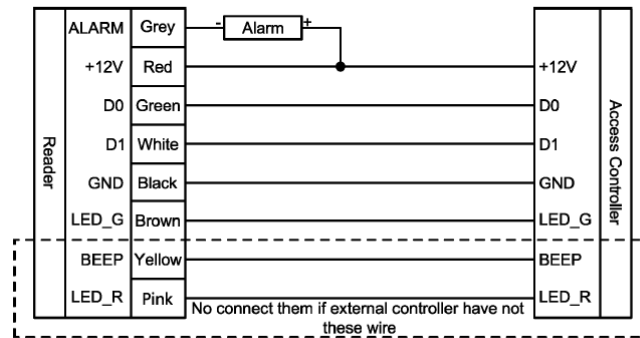 ALARM Grey - Alarm +
+12V Red +12V
D0 Green D0
D1 White D1
Reader
Access Controller
GND Black GND
LED_G Brown LED_G
BEEP Yellow BEEP
LED_R Pink LED_R
No connect them if external controller have not
these wire